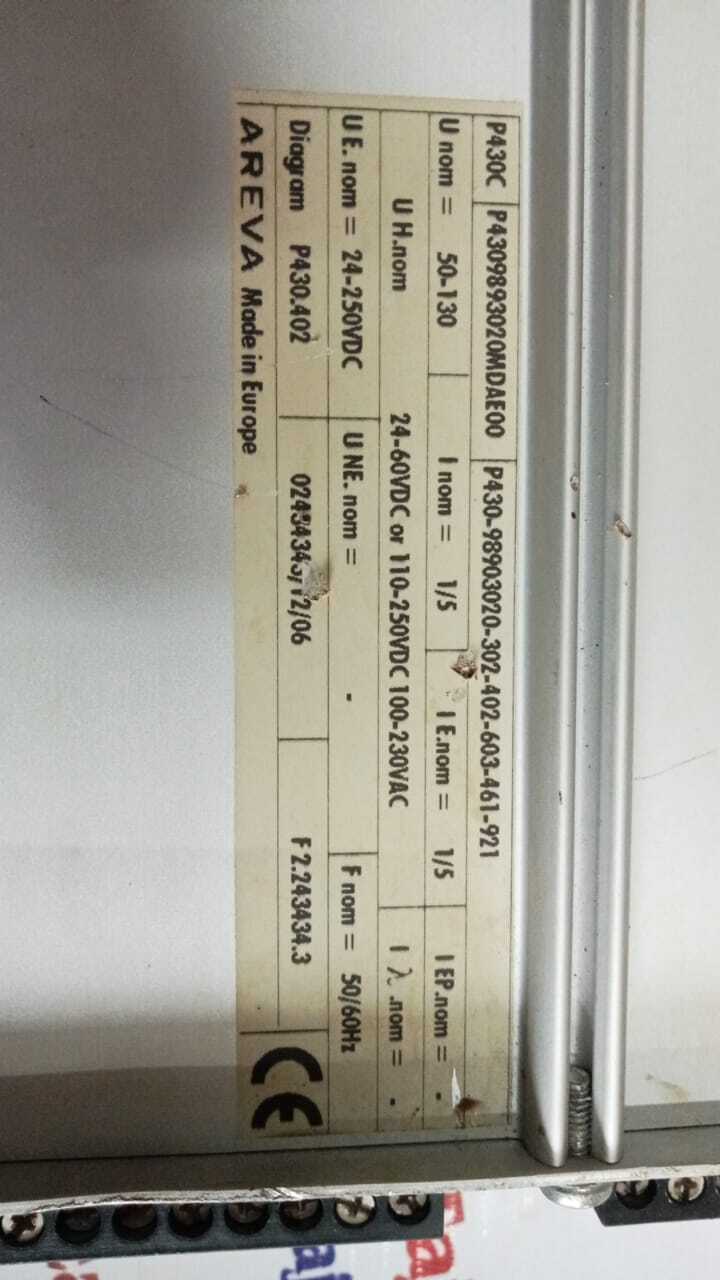 P430C P4309893020MDAE00 P430-98903020-302-402-603-461-921
U nom = 50-130 I nom = 1/5 I E.nom = 1/5 I EP.nom = -
U H.nom 24-60VDC or 110-250VDC 100-230VAC I λ .nom = -
U E. nom = 24-250VDC U NE. nom = - F nom = 50/60Hz
Diagram P430.402 F 2.243434.3
AREVA Made in Europe CE